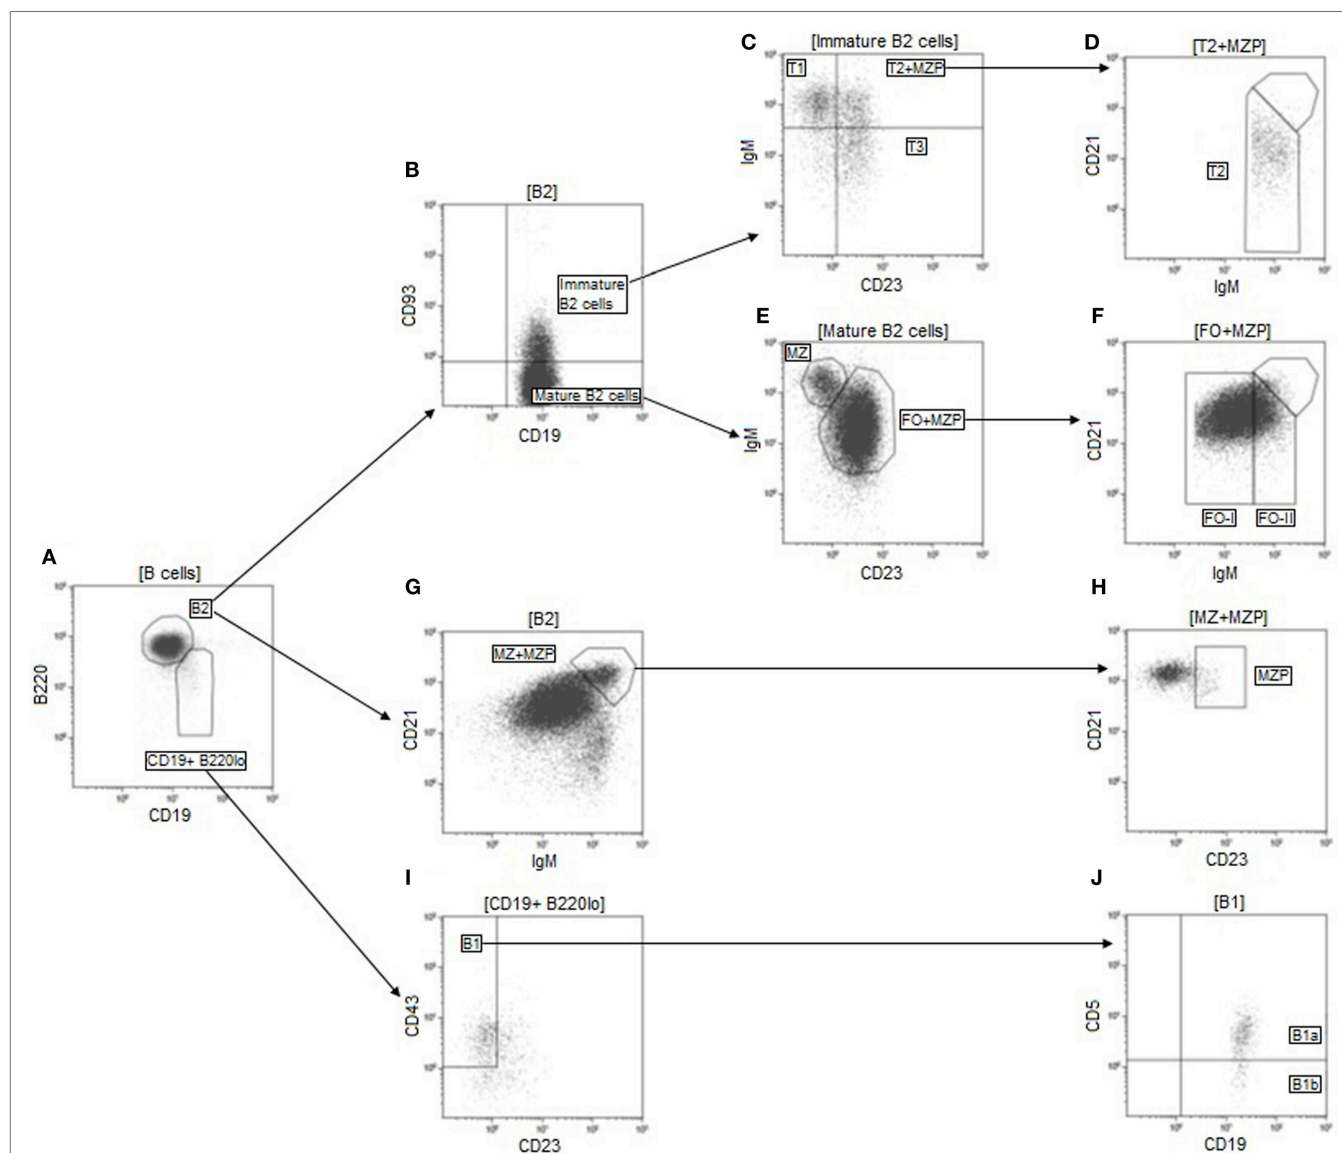 C
[Immature B2 cells]
T1
T2+MZP
T3
IgM
CD23
D
[T2+MZP]
T2
CD21
IgM
B
[B2]
Immature
B2 cells
Mature B2 cells
CD93
CD19
E
[Mature B2 cells]
MZ
FO+MZP
IgM
CD23
F
[FO+MZP]
FO-I
FO-II
CD21
IgM
A
[B cells]
B2
CD19+ B220lo
B220
CD19
G
[B2]
MZ+MZP
CD21
IgM
H
[MZ+MZP]
MZP
CD21
CD23
I
[CD19+ B220lo]
B1
CD43
CD23
J
[B1]
B1a
B1b
CD5
CD19